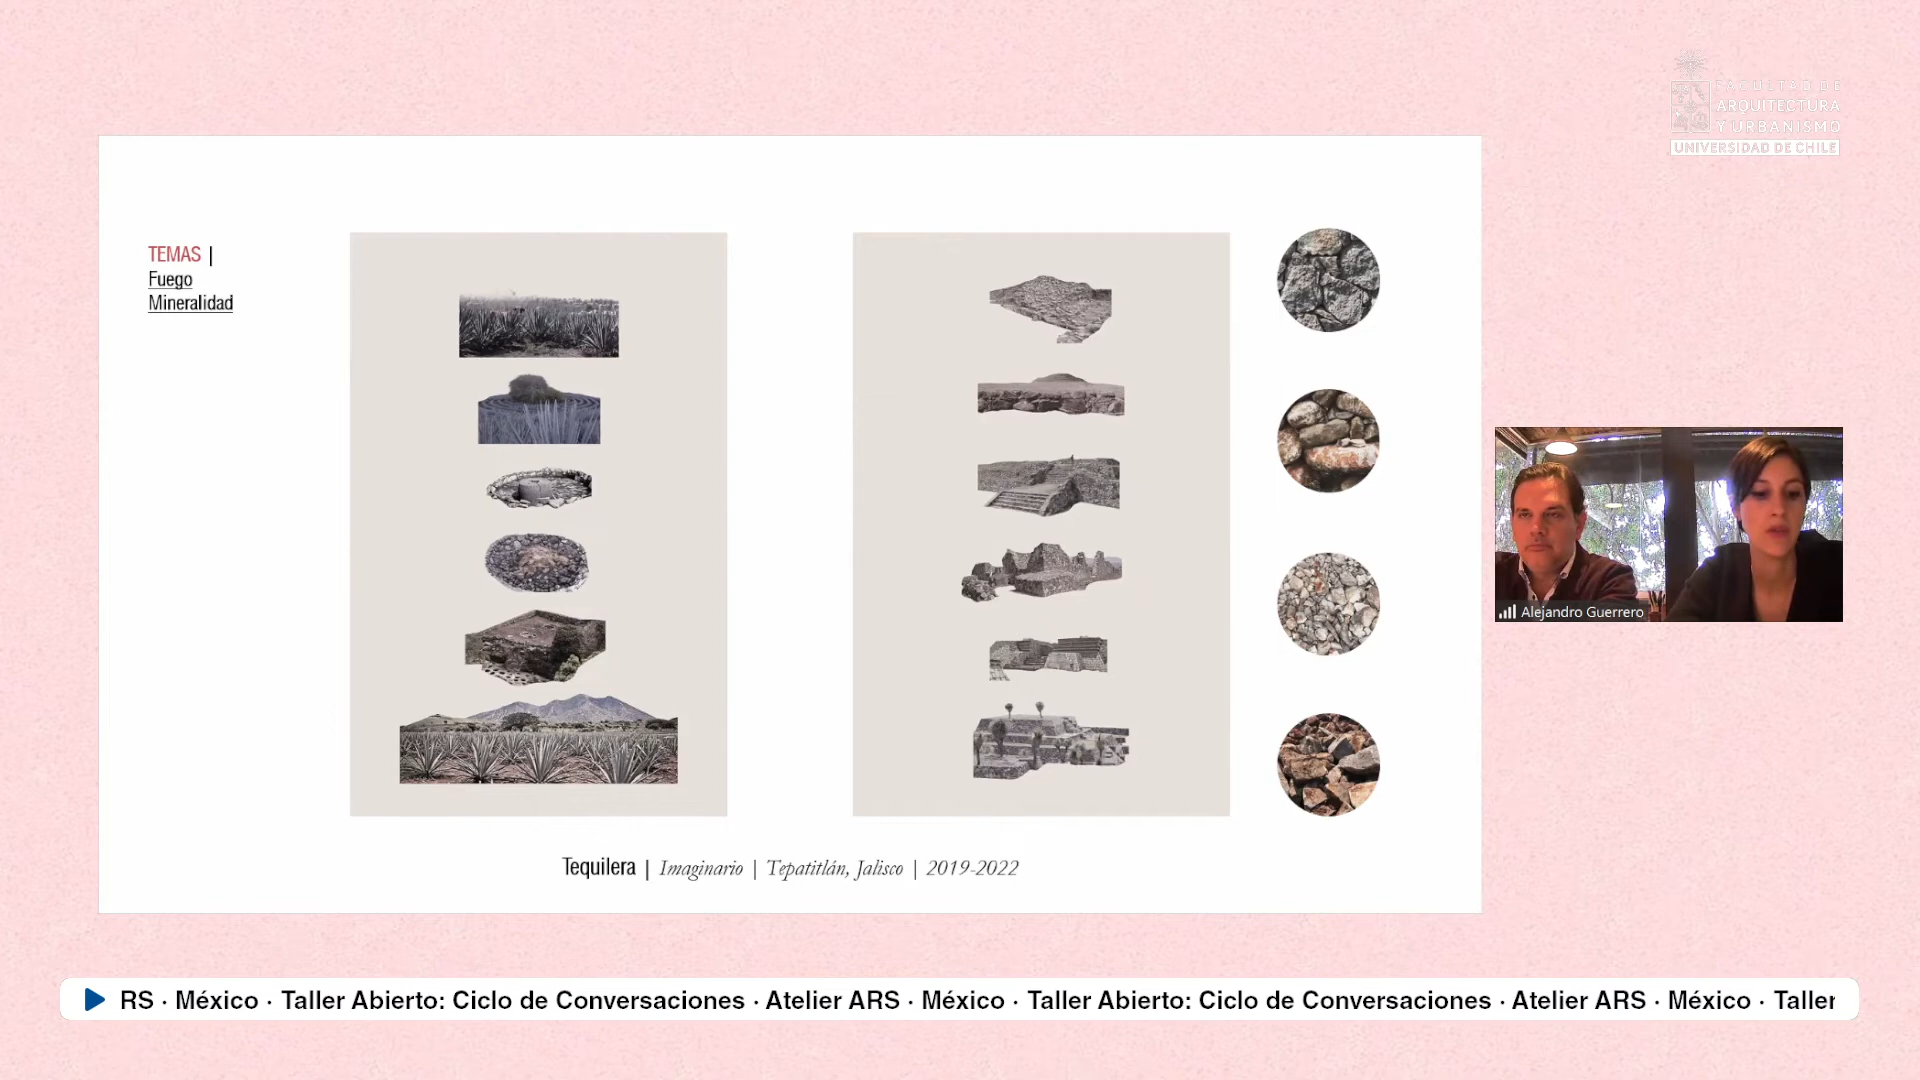 FACULTAD DE
ARQUITECTURA
Y URBANISMO
UNIVERSIDAD DE CHILE
TEMAS |
Fuego
Mineralidad
Alejandro Guerrero
Tequilera | Imaginario | Tepatitlán, Jalisco | 2019-2022
RS · México · Taller Abierto: Ciclo de Conversaciones · Atelier ARS · México · Taller Abierto: Ciclo de Conversaciones · Atelier ARS · México · Taller